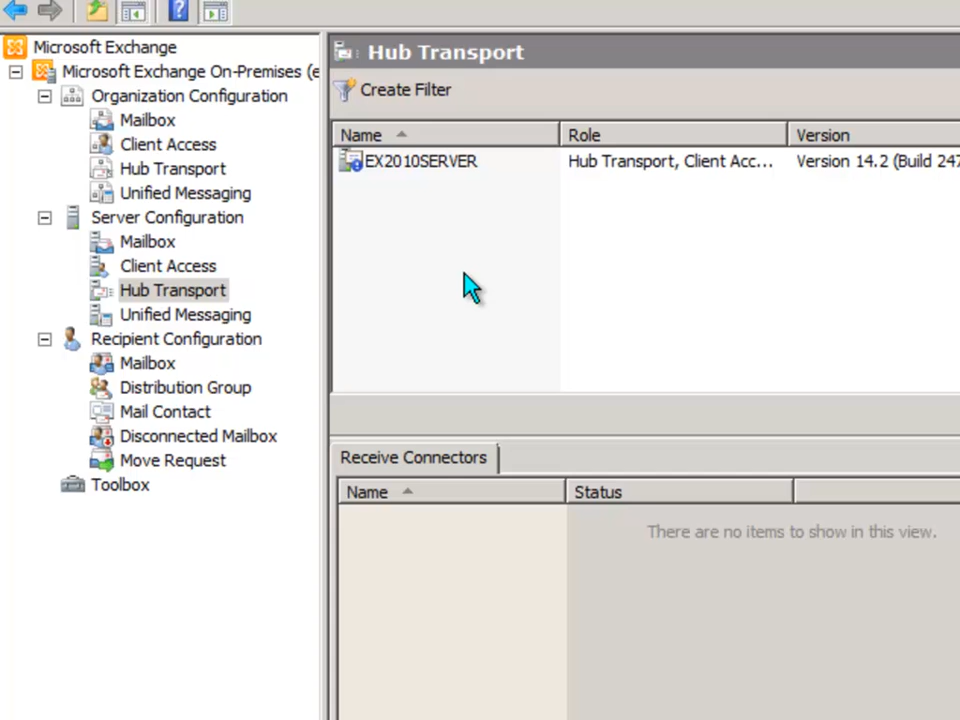 Microsoft Exchange
Microsoft Exchange On-Premises (e
Organization Configuration
Mailbox
Client Access
Hub Transport
Unified Messaging
Server Configuration
Mailbox
Client Access
Hub Transport
Unified Messaging
Recipient Configuration
Mailbox
Distribution Group
Mail Contact
Disconnected Mailbox
Move Request
Toolbox
Hub Transport
Create Filter
Name Role Version
EX2010SERVER Hub Transport, Client Acc... Version 14.2 (Build 247
Receive Connectors
Name Status
There are no items to show in this view.